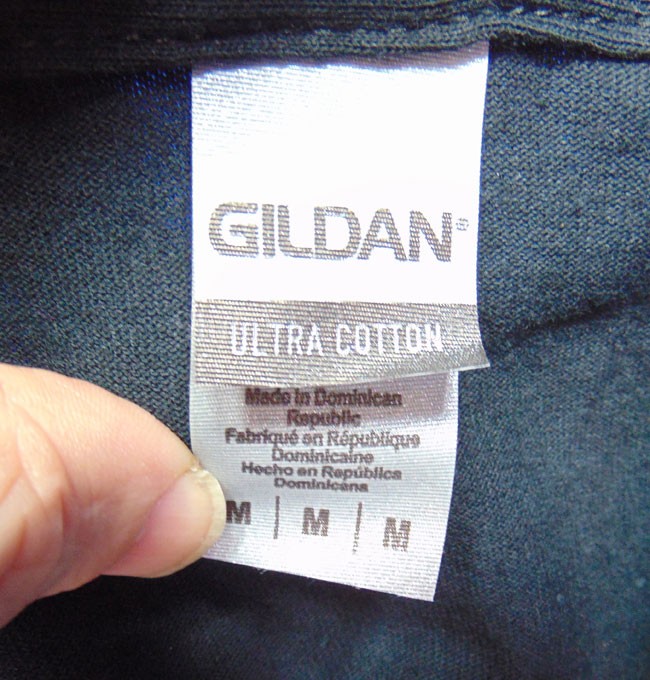 GILDAN®
ULTRA COTTON
Made in Dominican
Republic
Fabriqué en République
Dominicaine
Hecho en República
Dominicana
M | M | M